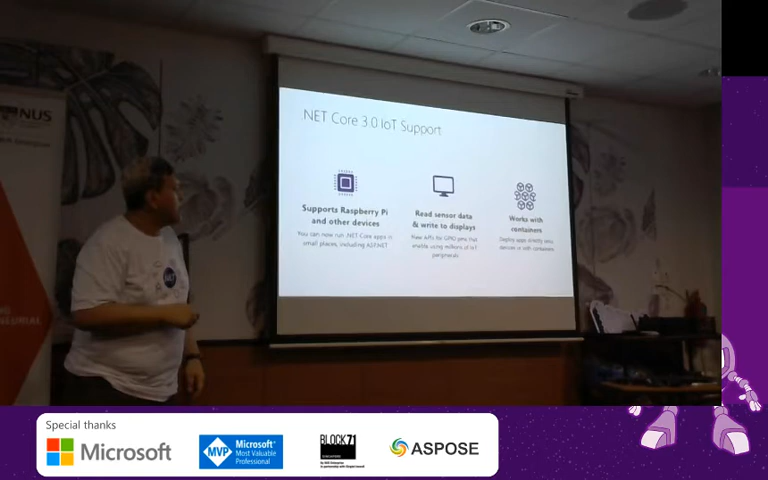 NUS
.NET Core 3.0 IoT Support
Supports Raspberry Pi
and other devices
You can now run .NET Core apps in
small places, including ASP.NET
Read sensor data
& write to displays
New APIs for GPIO pins that
enable using millions of IoT
peripherals
Works with
containers
Deploy apps directly onto
devices or with containers
NEURIAL
Special thanks
Microsoft
MVP
Microsoft®
Most Valuable
Professional
BLOCK71
ASPOSE